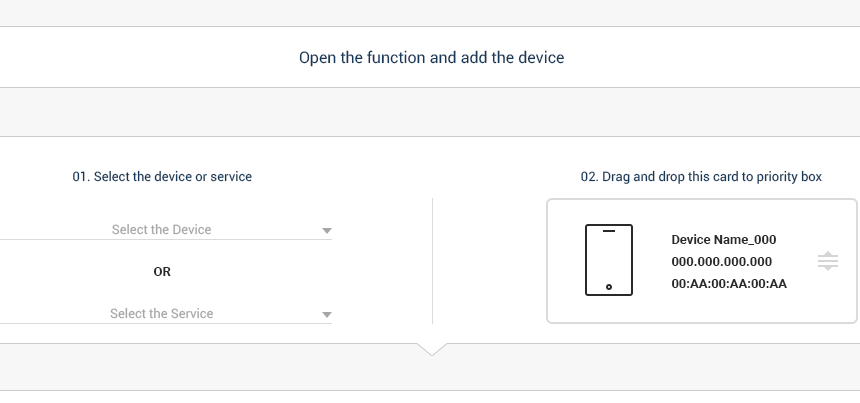 Open the function and add the device
01. Select the device or service
Select the Device
OR
Select the Service
02. Drag and drop this card to priority box
Device Name_000
000.000.000.000
00:AA:00:AA:00:AA